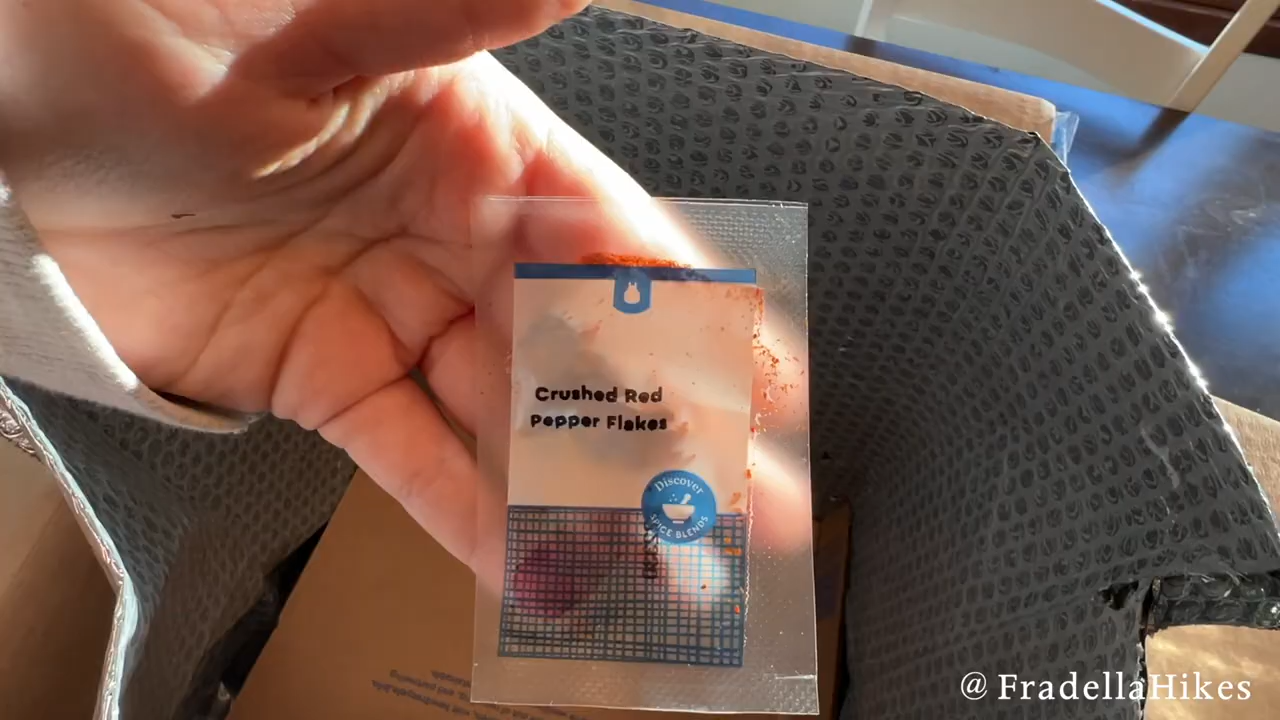 Crushed Red
Pepper Flakes
Discover
SPICE BLENDS
@FradellaHikes